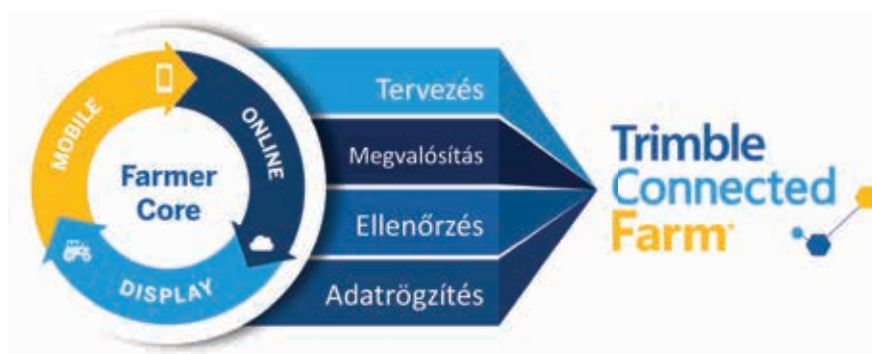 MOBILE
ONLINE
DISPLAY
Farmer
Core
Tervezés
Megvalósítás
Ellenőrzés
Adatrögzítés
Trimble
Connected
Farm